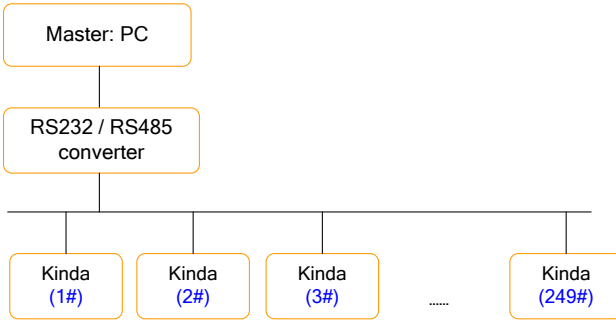 Master: PC
RS232 / RS485
converter
Kinda
(1#)
Kinda
(2#)
Kinda
(3#)
......
Kinda
(249#)